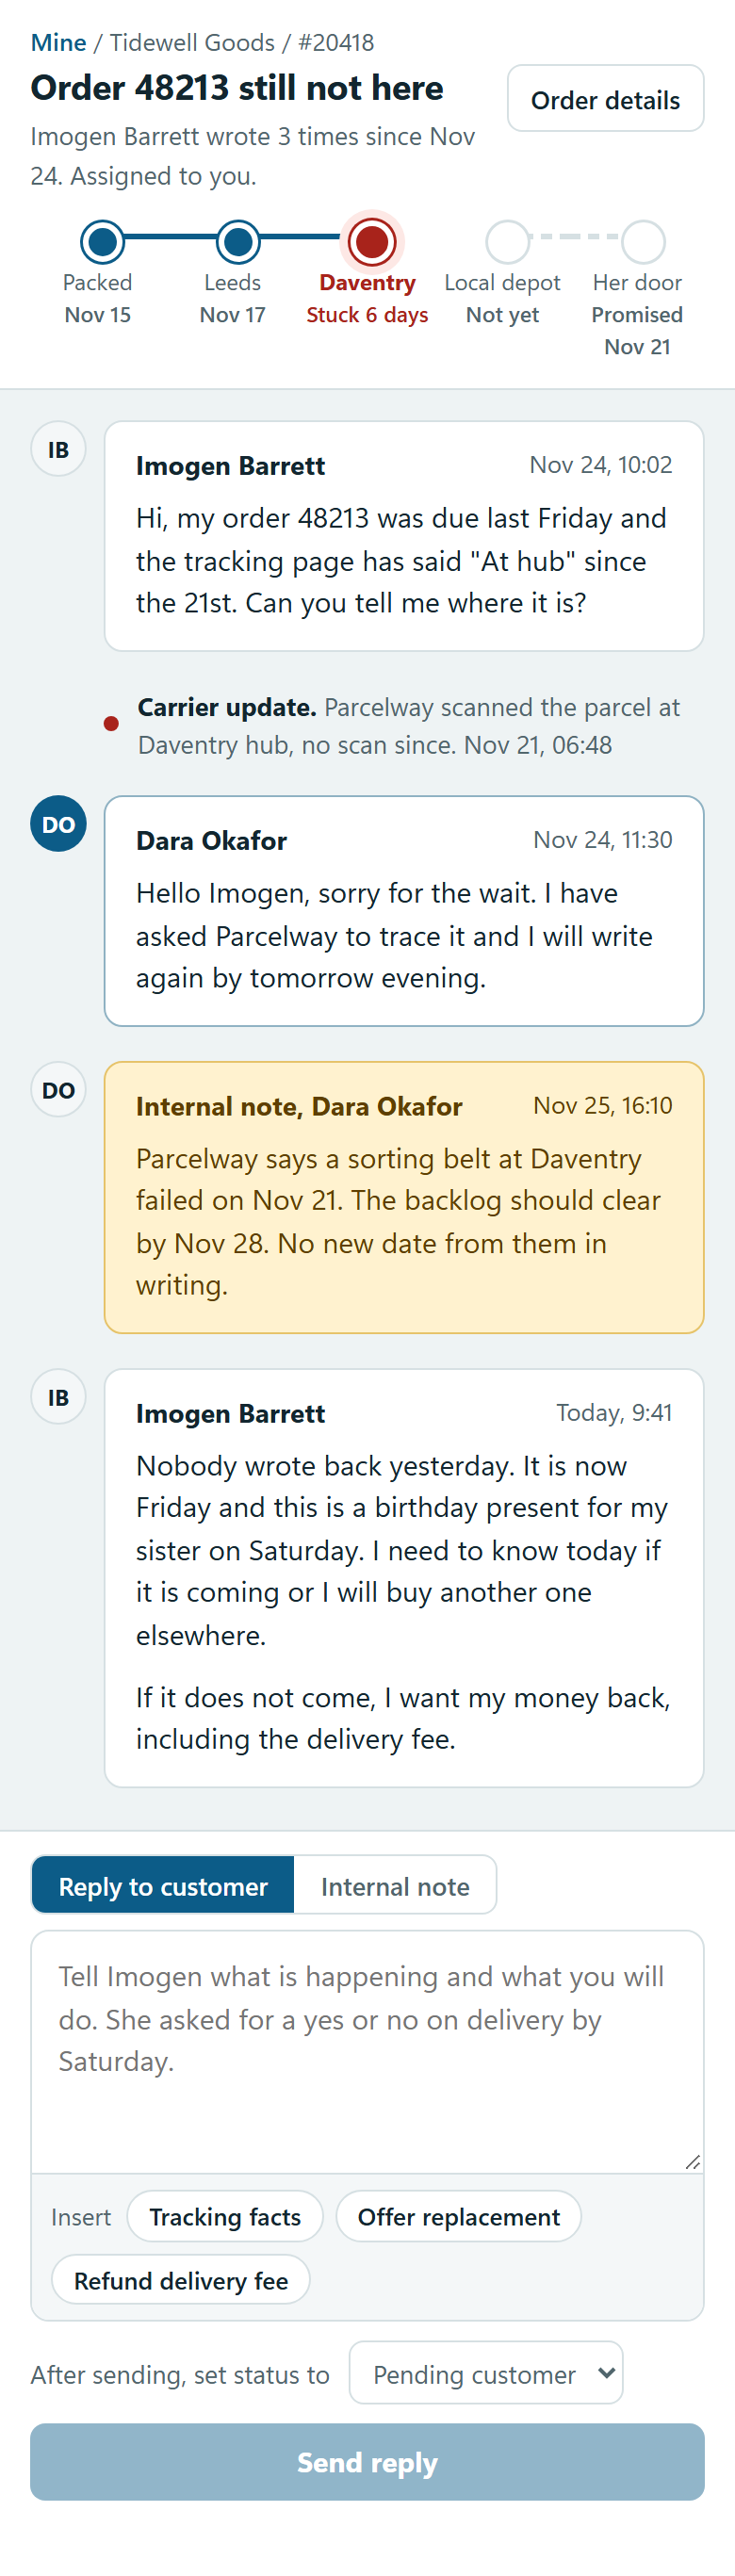 Mine / Tidewell Goods / #20418
Order 48213 still not here
Order details
Imogen Barrett wrote 3 times since Nov
24. Assigned to you.
Packed
Nov 15
Leeds
Nov 17
Daventry
Stuck 6 days
Local depot
Not yet
Her door
Promised
Nov 21
IB
Imogen Barrett
Nov 24, 10:02
Hi, my order 48213 was due last Friday and
the tracking page has said "At hub" since
the 21st. Can you tell me where it is?
Carrier update. Parcelway scanned the parcel at
Daventry hub, no scan since. Nov 21, 06:48
DO
Dara Okafor
Nov 24, 11:30
Hello Imogen, sorry for the wait. I have
asked Parcelway to trace it and I will write
again by tomorrow evening.
DO
Internal note, Dara Okafor
Nov 25, 16:10
Parcelway says a sorting belt at Daventry
failed on Nov 21. The backlog should clear
by Nov 28. No new date from them in
writing.
IB
Imogen Barrett
Today, 9:41
Nobody wrote back yesterday. It is now
Friday and this is a birthday present for my
sister on Saturday. I need to know today if
it is coming or I will buy another one
elsewhere.
If it does not come, I want my money back,
including the delivery fee.
Reply to customer
Internal note
Tell Imogen what is happening and what you will
do. She asked for a yes or no on delivery by
Saturday.
Insert
Tracking facts
Offer replacement
Refund delivery fee
After sending, set status to
Pending customer
Send reply